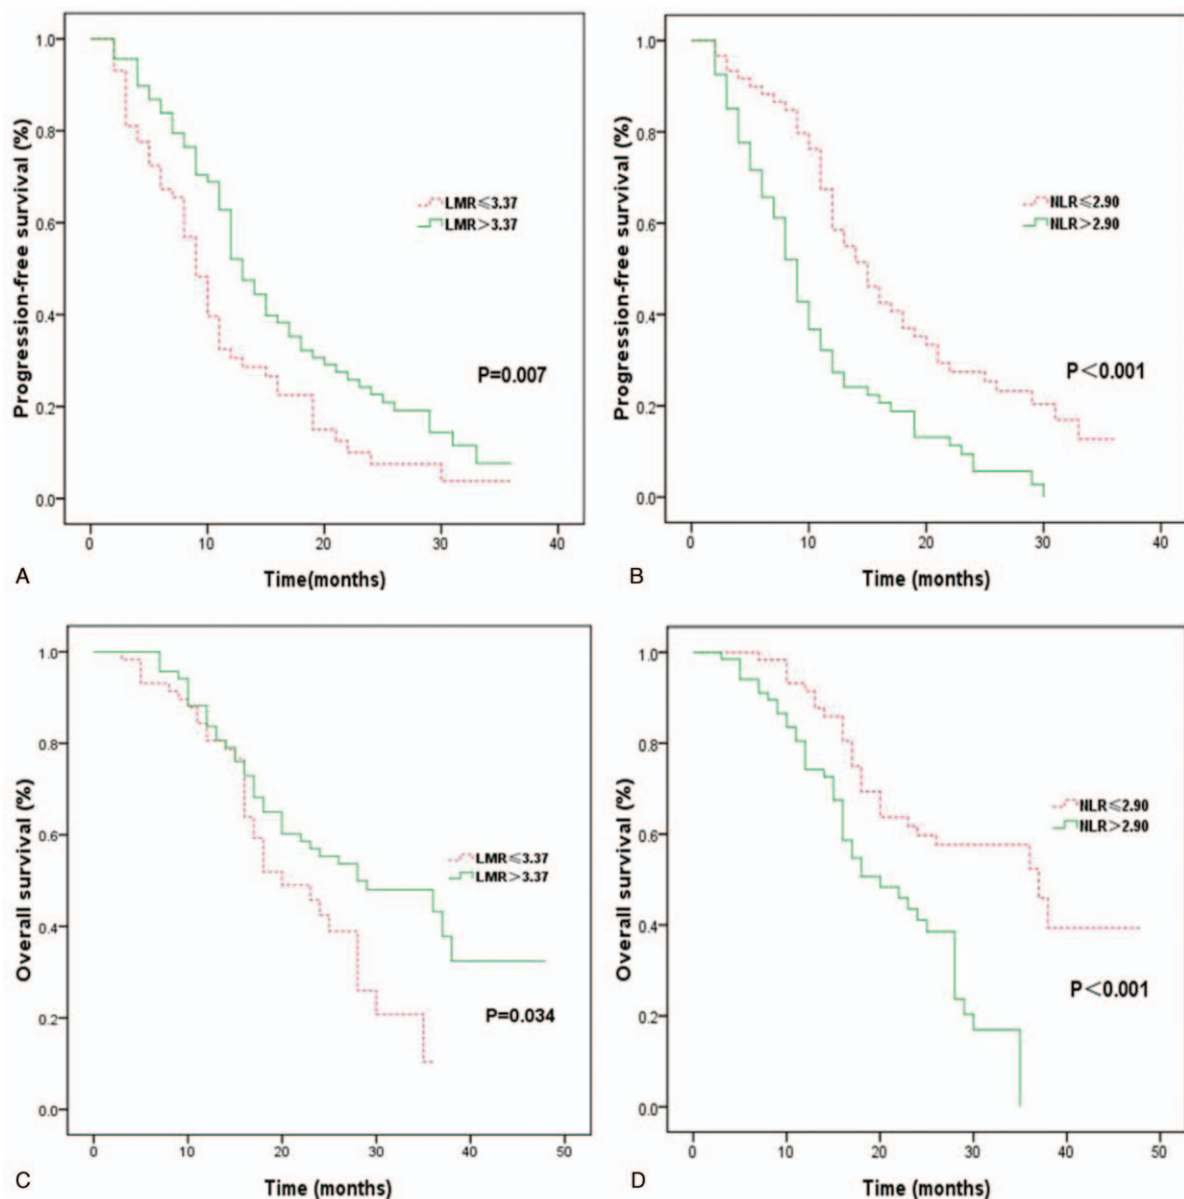 Progression-free survival (%)
1.0
0.8
0.6
0.4
0.2
0.0
LMR≤3.37
LMR>3.37
P=0.007
0 10 20 30 40
Time(months)
A
Progression-free survival (%)
1.0
0.8
0.6
0.4
0.2
0.0
NLR≤2.90
NLR>2.90
P<0.001
0 10 20 30 40
Time (months)
B
Overall survival (%)
1.0
0.8
0.6
0.4
0.2
0.0
LMR≤3.37
LMR>3.37
P=0.034
0 10 20 30 40 50
Time (months)
C
Overall survival (%)
1.0
0.8
0.6
0.4
0.2
0.0
NLR≤2.90
NLR>2.90
P<0.001
0 10 20 30 40 50
Time (months)
D